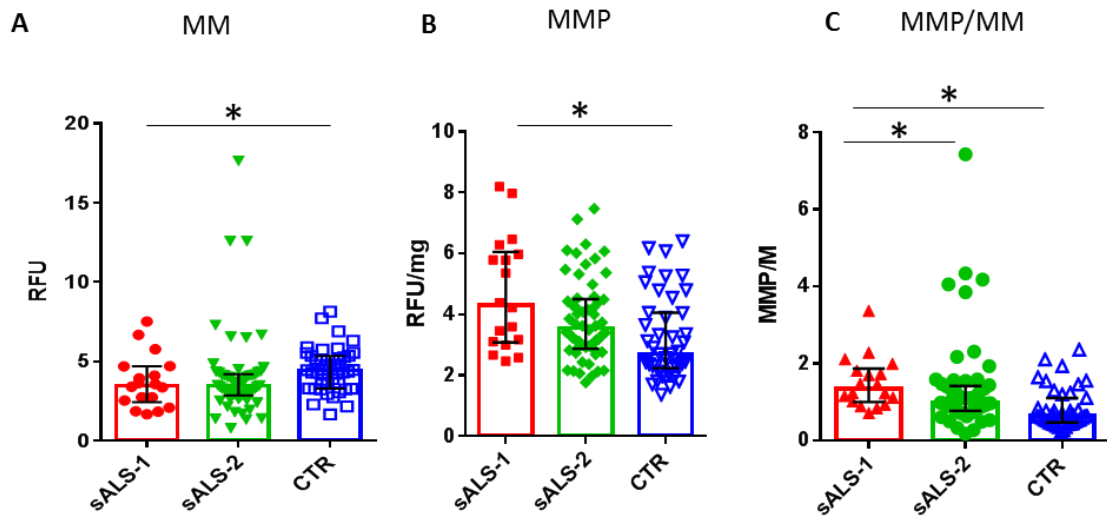 A MM
*
RFU
20
15
10
5
0
sALS-1
sALS-2
CTR
B MMP
*
RFU/mg
10
8
6
4
2
0
sALS-1
sALS-2
CTR
C MMP/MM
*
*
MMP/M
8
6
4
2
0
sALS-1
sALS-2
CTR